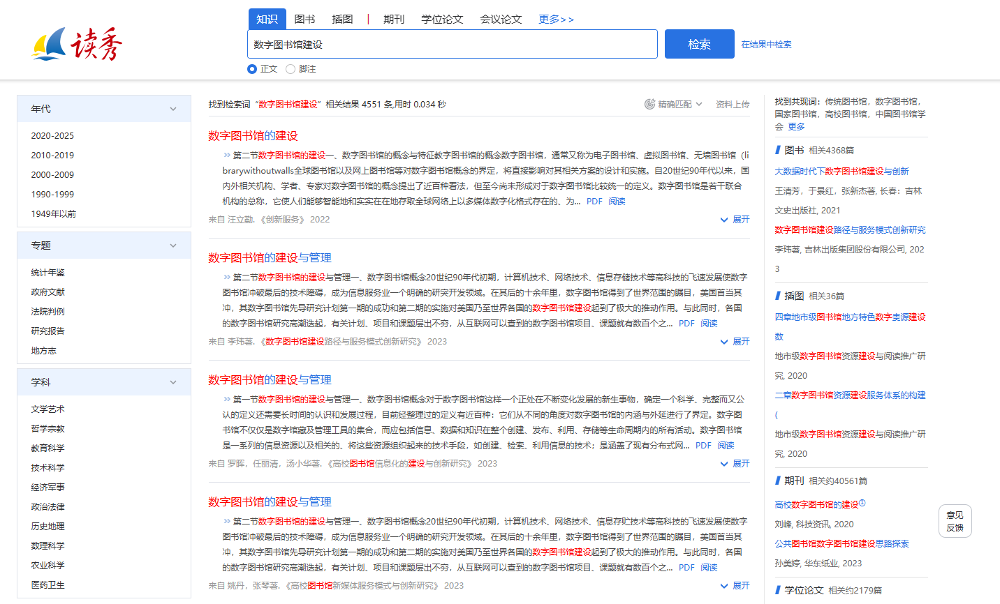 读秀
知识 图书 插图 | 期刊 学位论文 会议论文 更多>>
数字图书馆建设 检索 在结果中检索
正文 脚注
年代
2020-2025
2010-2019
2000-2009
1990-1999
1949年以前
专题
统计年鉴
政府文献
法院判例
研究报告
地方志
学科
文学艺术
哲学宗教
教育科学
技术科学
经济军事
政治法律
历史地理
数理科学
农业科学
医药卫生
找到检索词“数字图书馆建设”相关结果 4551 条,用时 0.034 秒 精确匹配 资料上传
数字图书馆的建设
第二节数字图书馆的建设一、数字图书馆的概念与特征教字图书馆的概念数字图书馆，通常又称为电子图书馆、虚拟图书馆、无墙图书馆（li
brarywithoutwalls全球图书馆以及网上图书馆等对数字图书馆概念的界定，将直接影响对其相关方案的设计和实施。自20世纪90年代以来，国
内外相关机构、学者、专家对数字图书馆的概念提出了近百种看法，但至今尚未形成对于数字图书馆比较统一的定义。数字图书馆是若干联合
机构的总称，它使人们能够智能地和实实在在地存取全球网络上以多媒体数字化格式存在的、为... PDF 阅读
来自 汪立勤.《创新服务》 2022 展开
数字图书馆的建设与管理
第二节数字图书馆的建设与管理一、数字图书馆概念20世纪90年代初期，计算机技术、网络技术、信息存储技术等高科技的飞速发展使数字
图书馆冲破最后的技术障碍，成为信息服务业一个明确的研突开发领域。在其后的十余年里，数字图书馆得到了世界范围的瞩目，美国首当其
冲，其数字图书馆先导研究计划第一期的成功和第二期的实施对美国乃至世界各国的数字图书馆建设起到了极大的推动作用。与此同时，各国
的数字图书馆研究高潮迭起，有关计划、项目和课题层出不穷，从互联网可以查到的数字图书馆项目、课题就有数百个之... PDF 阅读
来自 李玮著.《数字图书馆建设路径与服务模式创新研究》 2023 展开
数字图书馆的建设与管理
第一节数字图书馆的建设与管理一、数字图书馆概念对于数字图书馆这样一个正处在不断变化发展的新生事物，确定一个科学、完整而又公
认的定义还需要长时间的认识和发展过程，目前经整理过的定义有近百种：它们从不同的角度对数字图书馆的内涵与外延进行了界定。数字图
书馆不仅仅是数字馆藏及管理工具的集合，而应包括信息、数据和知识在整个创建、发布、利用、存储等生命周期内的所有活动。数字图书馆
是一系列的信息资源以及相关的、将这些资源组织起来的技术手段，如创建、检索、利用信息的技术；是涵盖了现有分布式网... PDF 阅读
来自 罗晖，任丽清，汤小华著.《高校图书馆信息化的建设与创新研究》 2023 展开
数字图书馆的建设与管理
第二节数字图书馆的建设与管理一、数字图书馆概念20世纪90年代初期，计算机技术、网络技术、信息存贮技术等高科技的飞速发展使数字
图书馆冲破最后的技术障碍，成为信息服务业一个明确的研究开发领域。在其后的十余年里，数字图书馆得到了世界范围的瞩目，美国首当其
冲，其数字图书馆先导研究计划第一期的成功和第二期的实施对美国乃至世界各国的数字图书馆建设起到了极大的推动作用。与此同时，各国
的数字图书馆研究高潮迭起，有关计划、项目和课题层出不穷，从互联网可以查到的数字图书馆项目、课题就有数百个之... PDF 阅读
来自 姚丹，张琴著.《高校图书馆新媒体服务模式与创新研究》 2023 展开
找到共现词：传统图书馆，数字图书馆，
国家图书馆，高校图书馆，中国图书馆学
会 更多
图书 相关4368篇
大数据时代下数字图书馆建设与创新
王清芳，于景红，张新杰著, 长春：吉林
文史出版社, 2021
数字图书馆建设路径与服务模式创新研究
李玮著, 吉林出版集团股份有限公司, 202
3
插图 相关36篇
四章地市级图书馆地方特色数字责源建设
数
地市级数字图书馆资源建设与阅读推广研
究, 2020
二章数字图书馆资源建设服务体系的构建
(
地市级数字图书馆资源建设与阅读推广研
究, 2020
期刊 相关约40561篇
高校数字图书馆的建设①
刘峰, 科技资讯, 2020
公共图书馆数字图书馆建设思路探索
孙美婷, 华东纸业, 2023
学位论文 相关约2179篇
意见
反馈